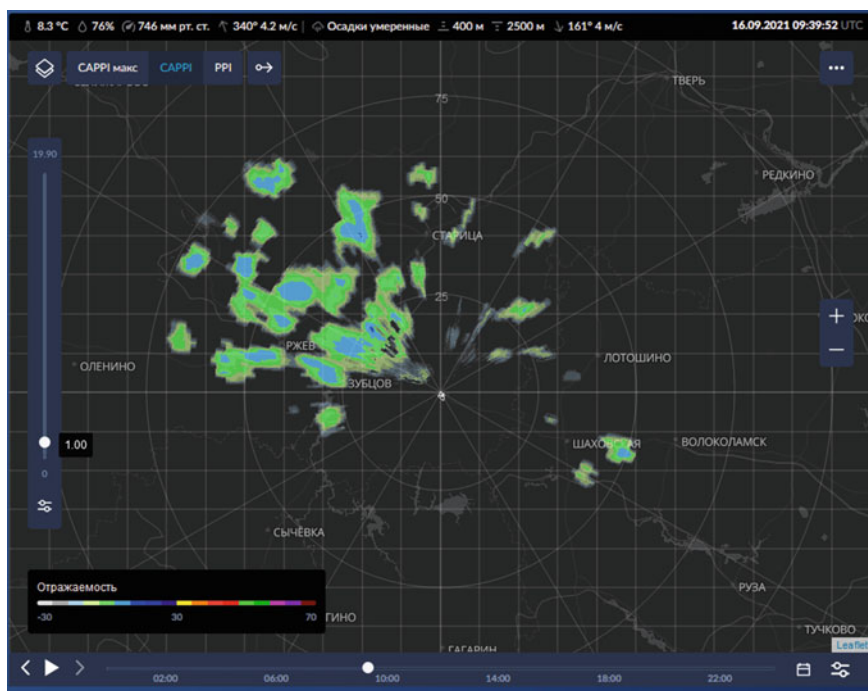 8.3 °C 76% 746 мм рт. ст. 340° 4.2 м/с | Осадки умеренные 400 м 2500 м 161° 4 м/с 16.09.2021 09:39:52 UTC
CAPPI макс CAPPI PPI
ТВЕРЬ
75
19.90
РЕДКИНО
50
СТАРИЦА
25
РЖЕВ
ЛОТОШИНО
ОЛЕНИНО
ЗУБЦОВ
ШАХОВСКАЯ
ВОЛОКОЛАМСК
1.00
0
СЫЧЁВКА
Отражаемость
-30 30 70
РУЗА
ГИНО
ТУЧКОВО
ГАГАРИН
Leaflet
02:00 06:00 14:00 18:00 22:00